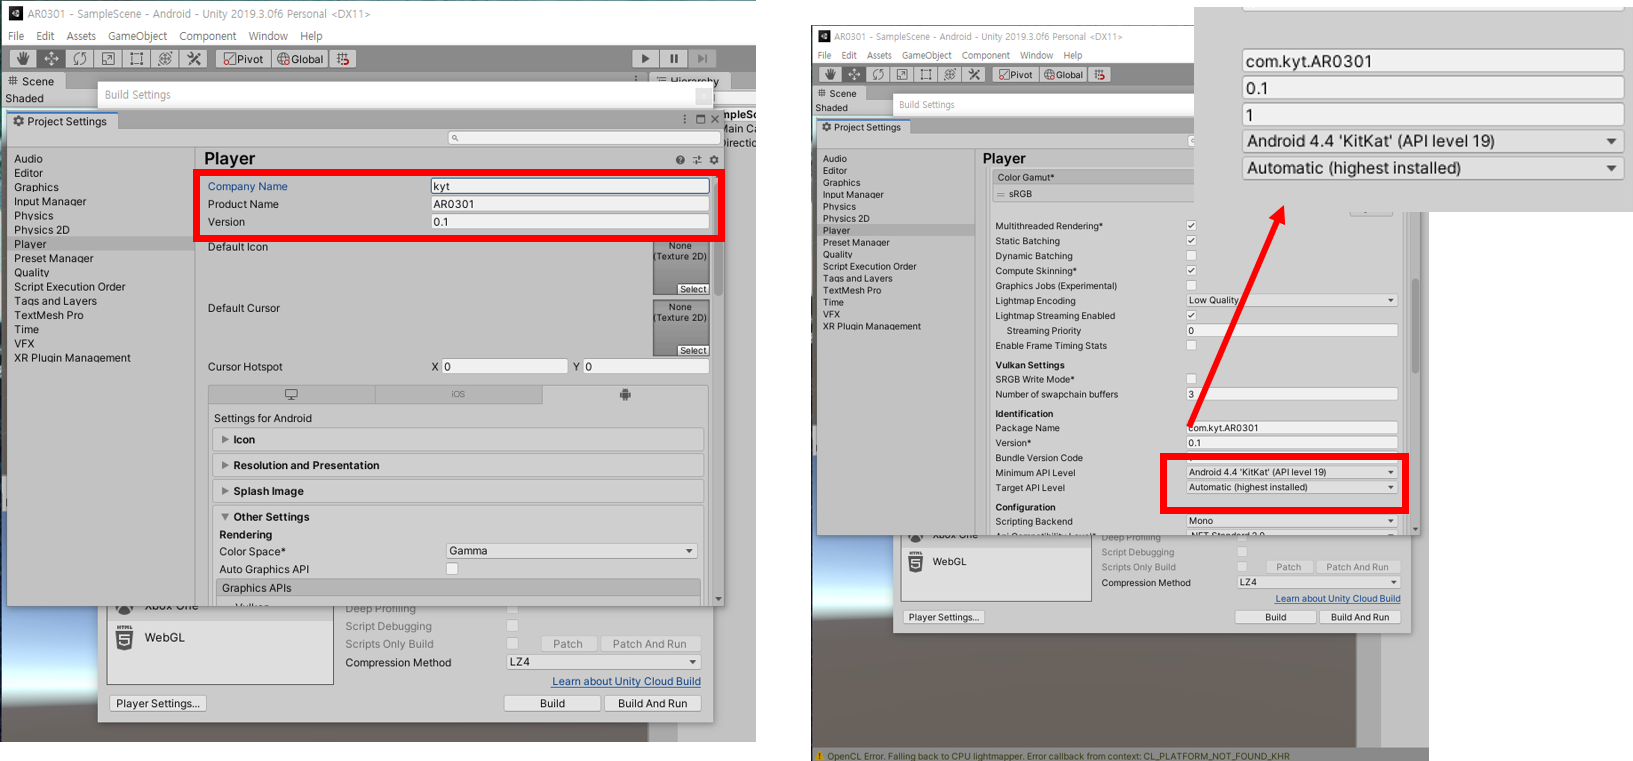 AR0301 - SampleScene - Android - Unity 2019.3.0f6 Personal <DX11>
File Edit Assets GameObject Component Window Help
Pivot Global
Scene
Hierarchy
Shaded
Build Settings
Project Settings
Player
Audio
Editor
Graphics
Input Manager
Physics
Physics 2D
Player
Preset Manager
Quality
Script Execution Order
Tags and Layers
TextMesh Pro
Time
VFX
XR Plugin Management
Company Name kyt
Product Name AR0301
Version 0.1
Default Icon
None
(Texture 2D)
Select
Default Cursor
None
(Texture 2D)
Select
Cursor Hotspot X 0 Y 0
iOS
Settings for Android
Icon
Resolution and Presentation
Splash Image
Other Settings
Rendering
Color Space* Gamma
Auto Graphics API
Graphics APIs
Vulkan
Xbox One
WebGL
Deep Profiling
Script Debugging
Scripts Only Build Patch Patch And Run
Compression Method LZ4
Learn about Unity Cloud Build
Player Settings... Build Build And Run
AR0301 - SampleScene - Android - Unity 2019.3.0f6 Personal <DX11>
File Edit Assets GameObject Component Window Help
Pivot Global
Scene
Shaded
Build Settings
Project Settings
Player
Audio
Editor
Graphics
Input Manager
Physics
Physics 2D
Player
Preset Manager
Quality
Script Execution Order
Tags and Layers
TextMesh Pro
Time
VFX
XR Plugin Management
Color Gamut*
sRGB
Multithreaded Rendering*
Static Batching
Dynamic Batching
Compute Skinning*
Graphics Jobs (Experimental)
Lightmap Encoding Low Quality
Lightmap Streaming Enabled
Streaming Priority 0
Enable Frame Timing Stats
Vulkan Settings
SRGB Write Mode*
Number of swapchain buffers 3
Identification
Package Name com.kyt.AR0301
Version* 0.1
Bundle Version Code
Minimum API Level Android 4.4 'KitKat' (API level 19)
Target API Level Automatic (highest installed)
Configuration
Scripting Backend Mono
Api Compatibility Level* .NET Standard 2.0
Xbox One
WebGL
Deep Profiling
Script Debugging
Scripts Only Build Patch Patch And Run
Compression Method LZ4
Learn about Unity Cloud Build
Player Settings... Build Build And Run
OpenCL Error. Falling back to CPU lightmapper. Error callback from context: CL_PLATFORM_NOT_FOUND_KHR
com.kyt.AR0301
0.1
1
Android 4.4 'KitKat' (API level 19)
Automatic (highest installed)